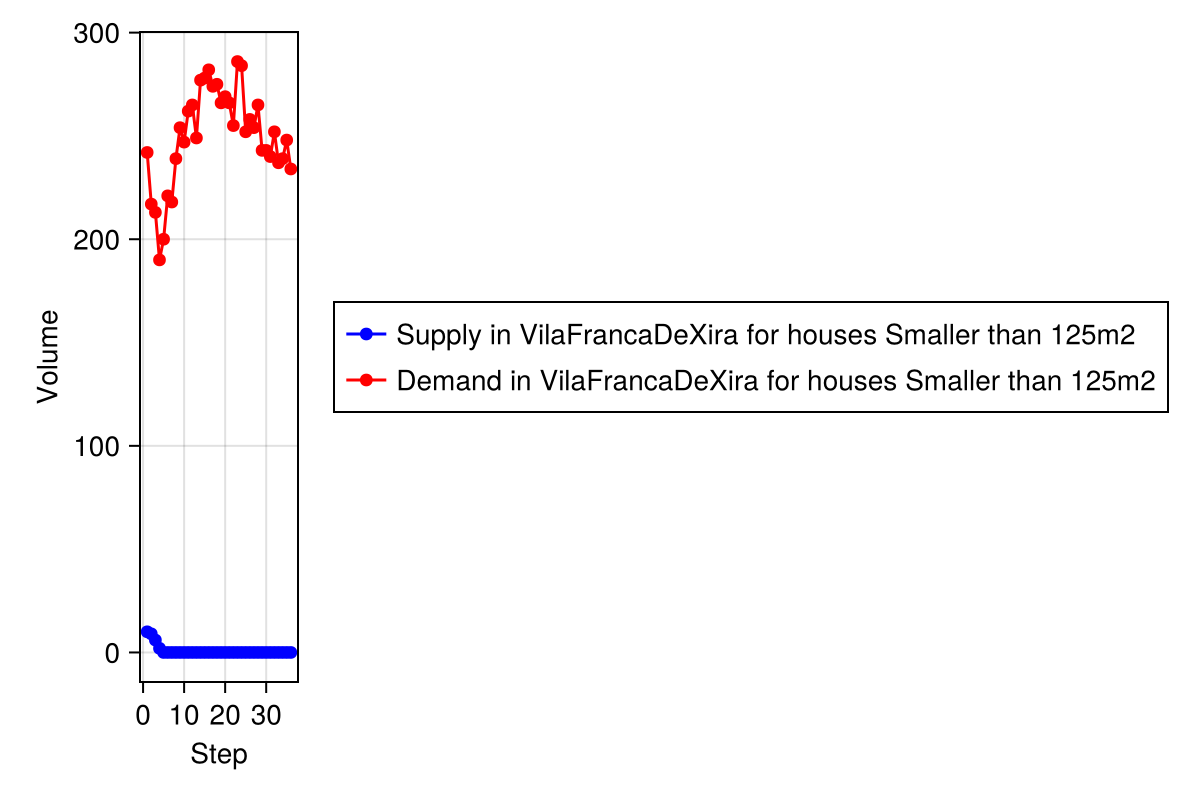 300
200
100
0
Volume
0 10 20 30
Step
Supply in VilaFrancaDeXira for houses Smaller than 125m2
Demand in VilaFrancaDeXira for houses Smaller than 125m2